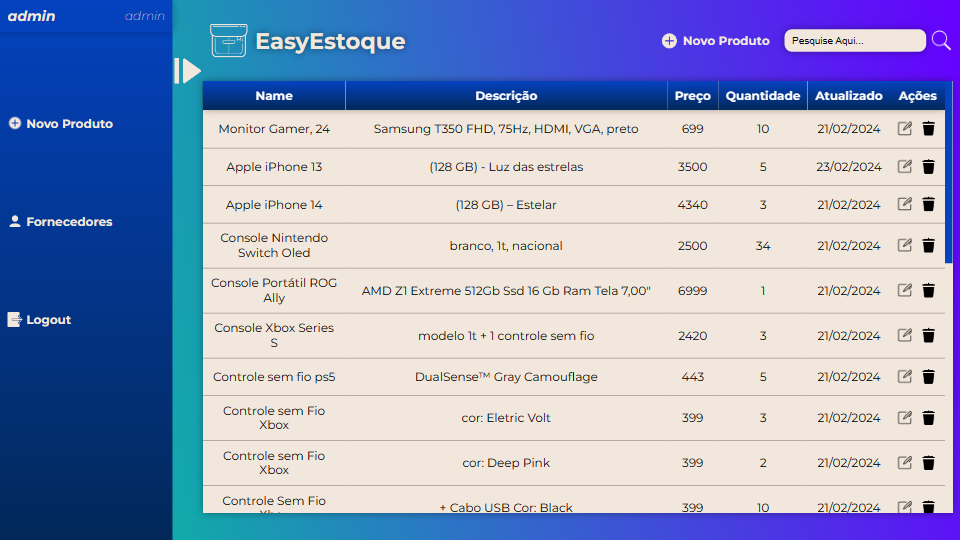 admin admin
EasyEstoque
Novo Produto
Pesquise Aqui...
Novo Produto
Fornecedores
Logout
Name Descrição Preço Quantidade Atualizado Ações
Monitor Gamer, 24 Samsung T350 FHD, 75Hz, HDMI, VGA, preto 699 10 21/02/2024
Apple iPhone 13 (128 GB) - Luz das estrelas 3500 5 23/02/2024
Apple iPhone 14 (128 GB) – Estelar 4340 3 21/02/2024
Console Nintendo
Switch Oled branco, 1t, nacional 2500 34 21/02/2024
Console Portátil ROG
Ally AMD Z1 Extreme 512Gb Ssd 16 Gb Ram Tela 7,00" 6999 1 21/02/2024
Console Xbox Series
S modelo 1t + 1 controle sem fio 2420 3 21/02/2024
Controle sem fio ps5 DualSense™ Gray Camouflage 443 5 21/02/2024
Controle sem Fio
Xbox cor: Eletric Volt 399 3 21/02/2024
Controle sem Fio
Xbox cor: Deep Pink 399 2 21/02/2024
Controle Sem Fio
+ Cabo USB Cor: Black 399 10 21/02/2024